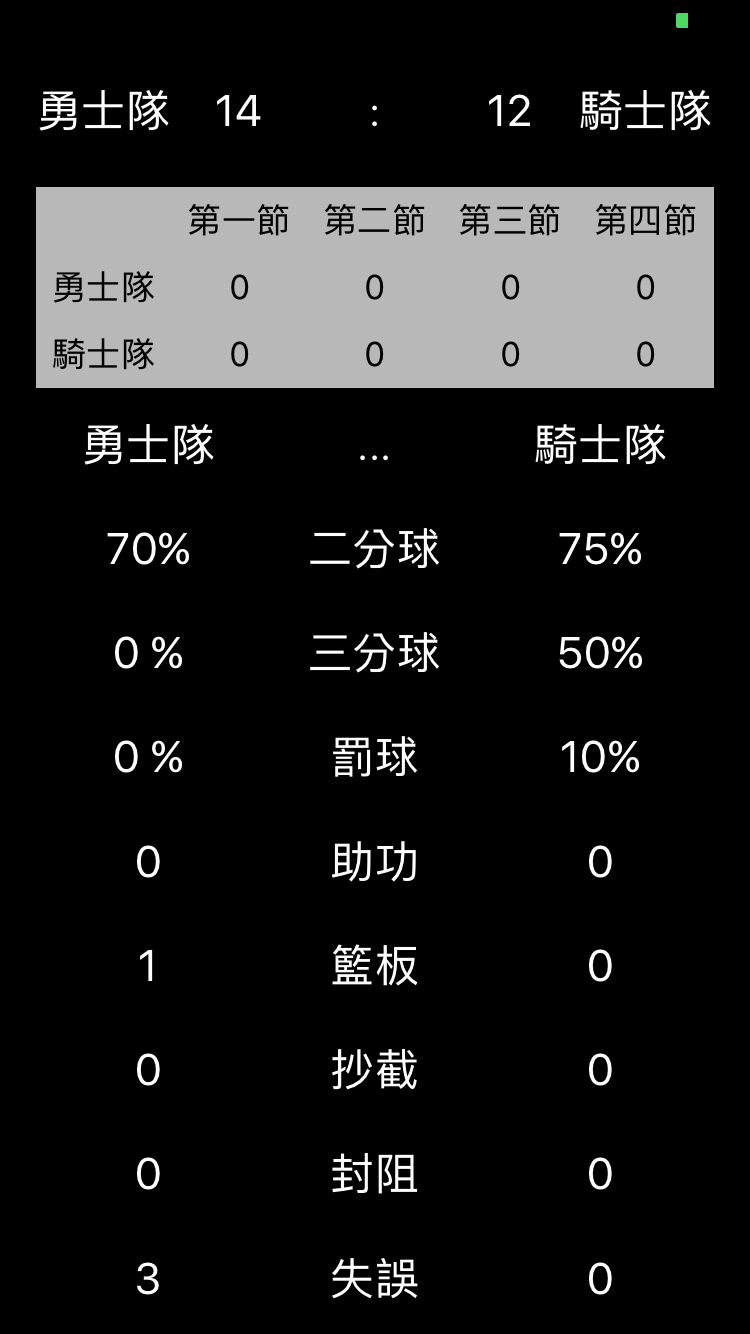 勇士隊 14 : 12 騎士隊
第一節 第二節 第三節 第四節
勇士隊 0 0 0 0
騎士隊 0 0 0 0
勇士隊 ... 騎士隊
70% 二分球 75%
0 % 三分球 50%
0 % 罰球 10%
0 助功 0
1 籃板 0
0 抄截 0
0 封阻 0
3 失誤 0